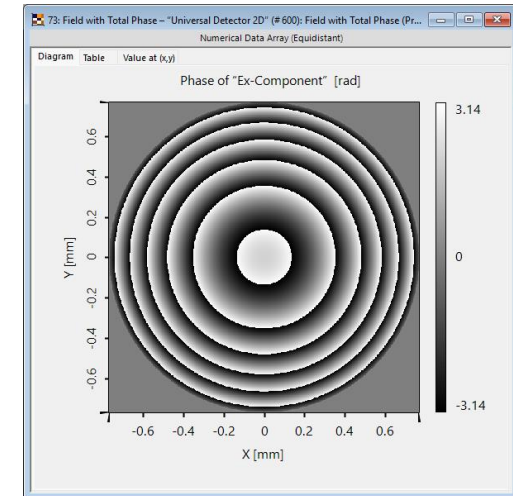 73: Field with Total Phase – "Universal Detector 2D" (# 600): Field with Total Phase (Pr...
Numerical Data Array (Equidistant)
Diagram Table Value at (x,y)
Phase of "Ex-Component" [rad]
3.14
0
-3.14
Y [mm]
0.6
0.4
0.2
0
-0.2
-0.4
-0.6
-0.6 -0.4 -0.2 0 0.2 0.4 0.6
X [mm]